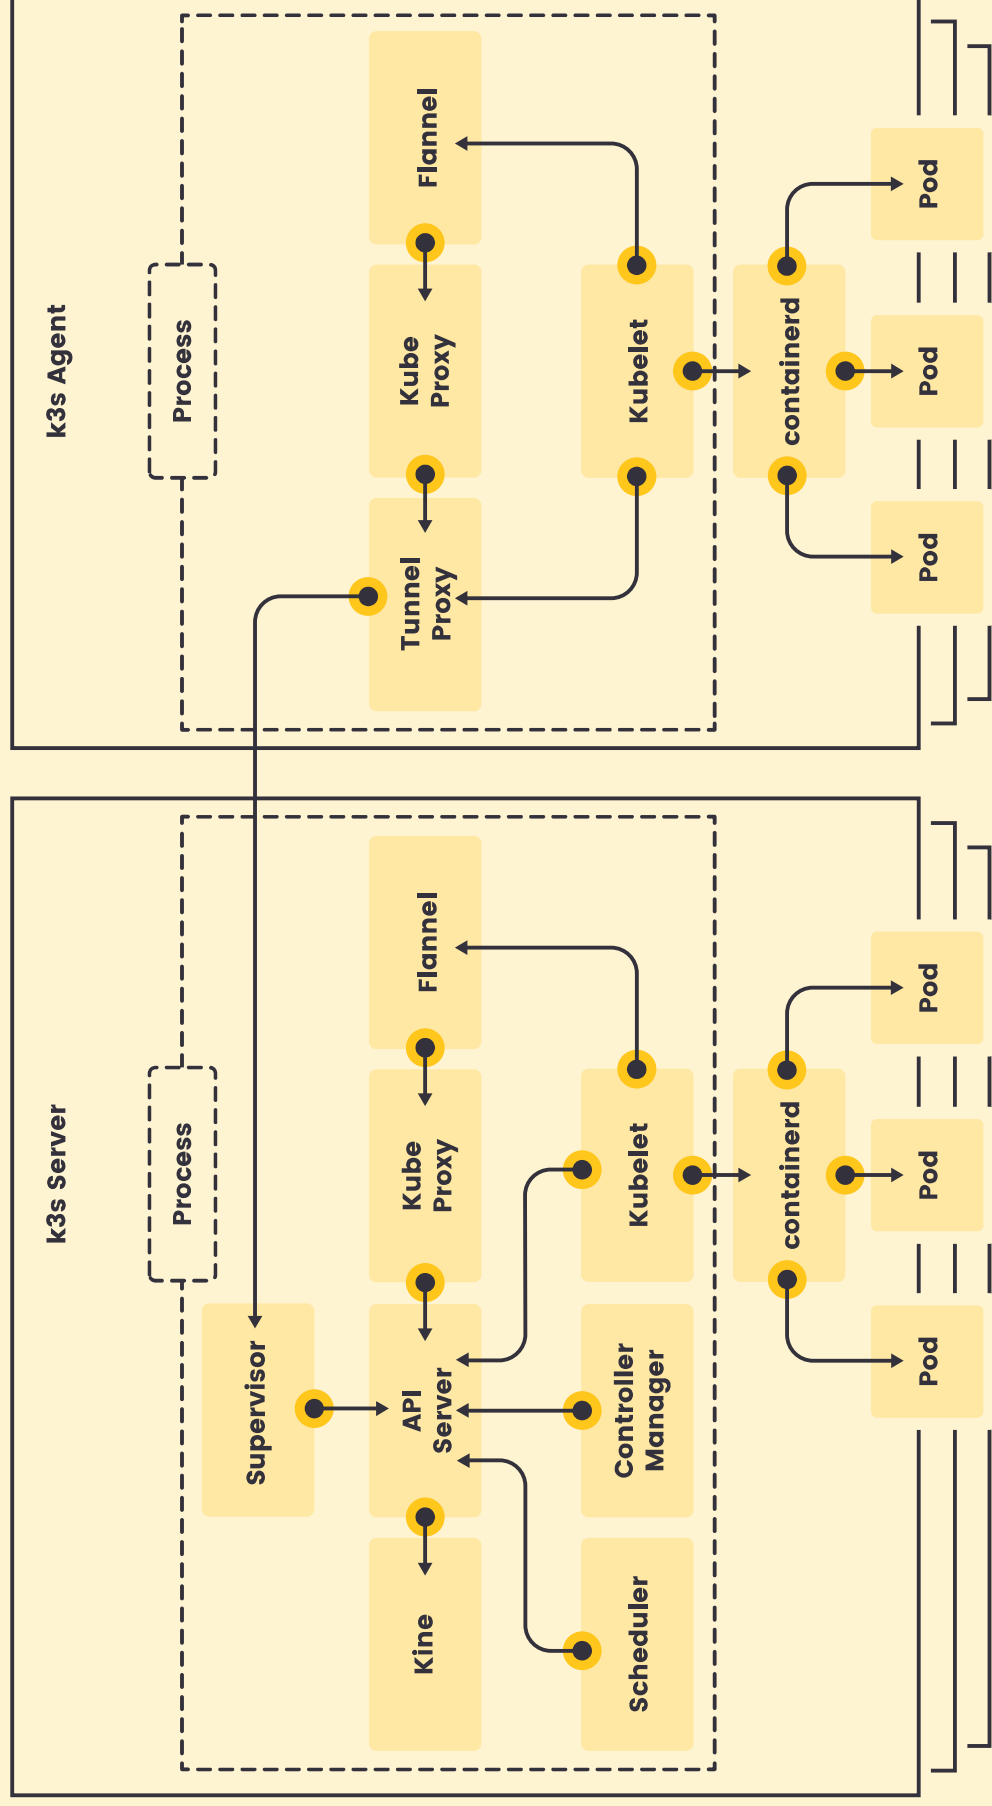 k3s Server
Process
Supervisor
Kine
API
Server
Kube
Proxy
Flannel
Scheduler
Controller
Manager
Kubelet
containerd
Pod
Pod
Pod
k3s Agent
Process
Tunnel
Proxy
Kube
Proxy
Flannel
Kubelet
containerd
Pod
Pod
Pod